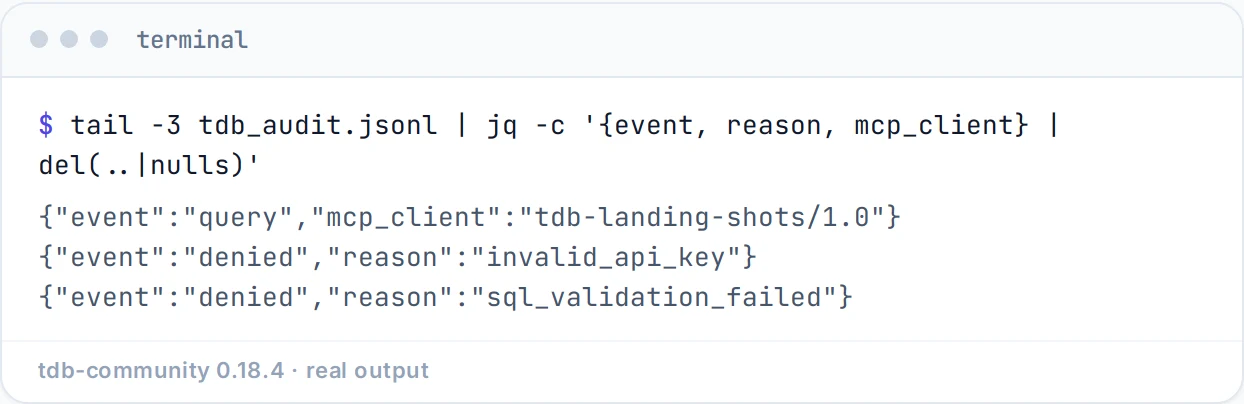 terminal
$ tail -3 tdb_audit.jsonl | jq -c '{event, reason, mcp_client} |
del(..|nulls)'
{"event":"query","mcp_client":"tdb-landing-shots/1.0"}
{"event":"denied","reason":"invalid_api_key"}
{"event":"denied","reason":"sql_validation_failed"}
tdb-community 0.18.4 · real output